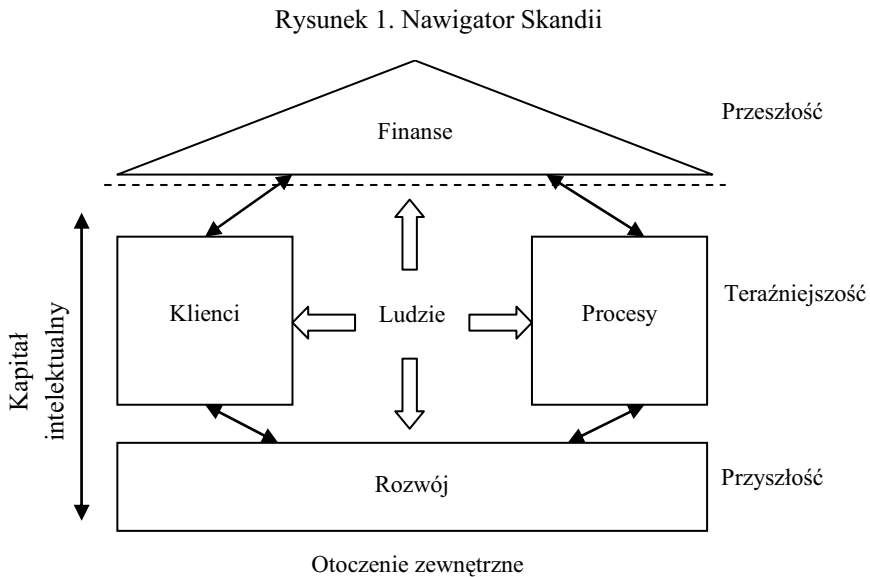 Rysunek 1. Nawigator Skandii
Finanse
Przeszłość
Kapitał
intelektualny
Klienci
Ludzie
Procesy
Teraźniejszość
Rozwój
Przyszłość
Otoczenie zewnętrzne